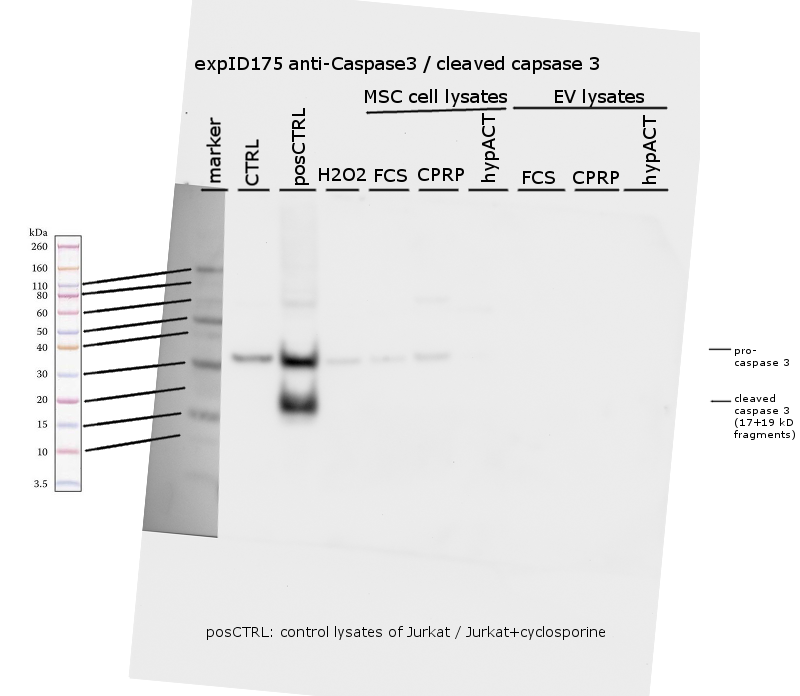 expID175 anti-Caspase3 / cleaved capsase 3
MSC cell lysates
EV lysates
marker
CTRL
posCTRL
H2O2
FCS
CPRP
hypACT
FCS
CPRP
hypACT
kDa
260
160
110
80
60
50
40
30
20
15
10
3.5
pro-
caspase 3
cleaved
caspase 3
(17+19 kD
fragments)
posCTRL: control lysates of Jurkat / Jurkat+cyclosporine